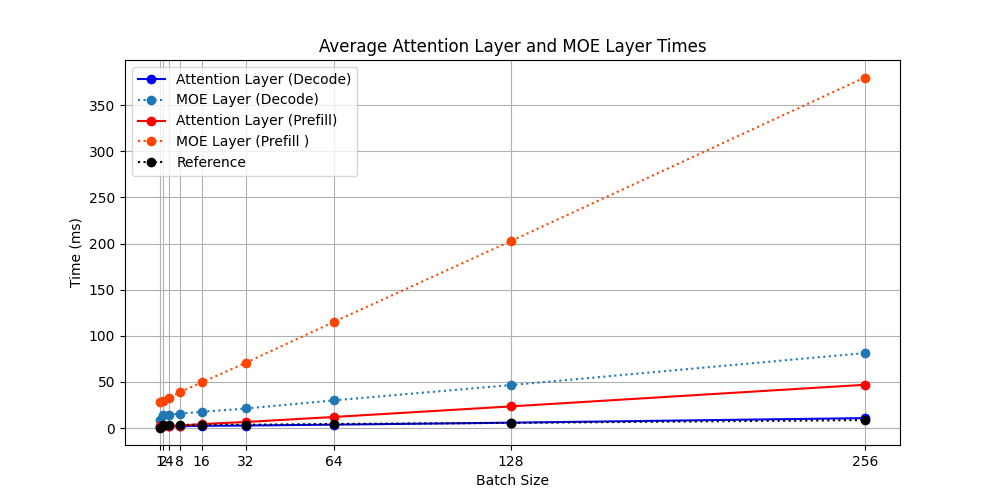 Average Attention Layer and MOE Layer Times
Attention Layer (Decode)
MOE Layer (Decode)
Attention Layer (Prefill)
MOE Layer (Prefill )
Reference
Time (ms)
350
300
250
200
150
100
50
0
1 2 4 8 16 32 64 128 256
Batch Size